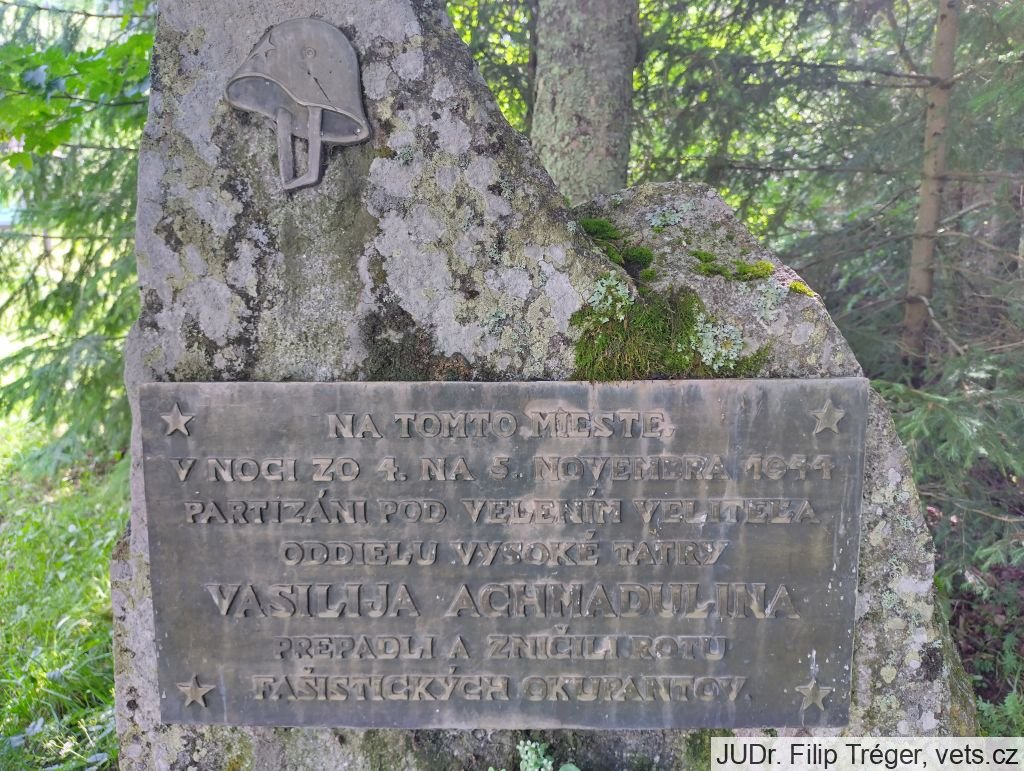 NA TOMTO MIESTE,
V NOCI ZO 4. NA 5. NOVEMBRA 1944
PARTIZÁNI POD VELENÍM VELITEĽA
ODDIELU VYSOKÉ TATRY
VASILIJA ACHMADULINA
PREPADLI A ZNIČILI ROTU
FAŠISTICKÝCH OKUPANTOV.
JUDr. Filip Tréger, vets.cz